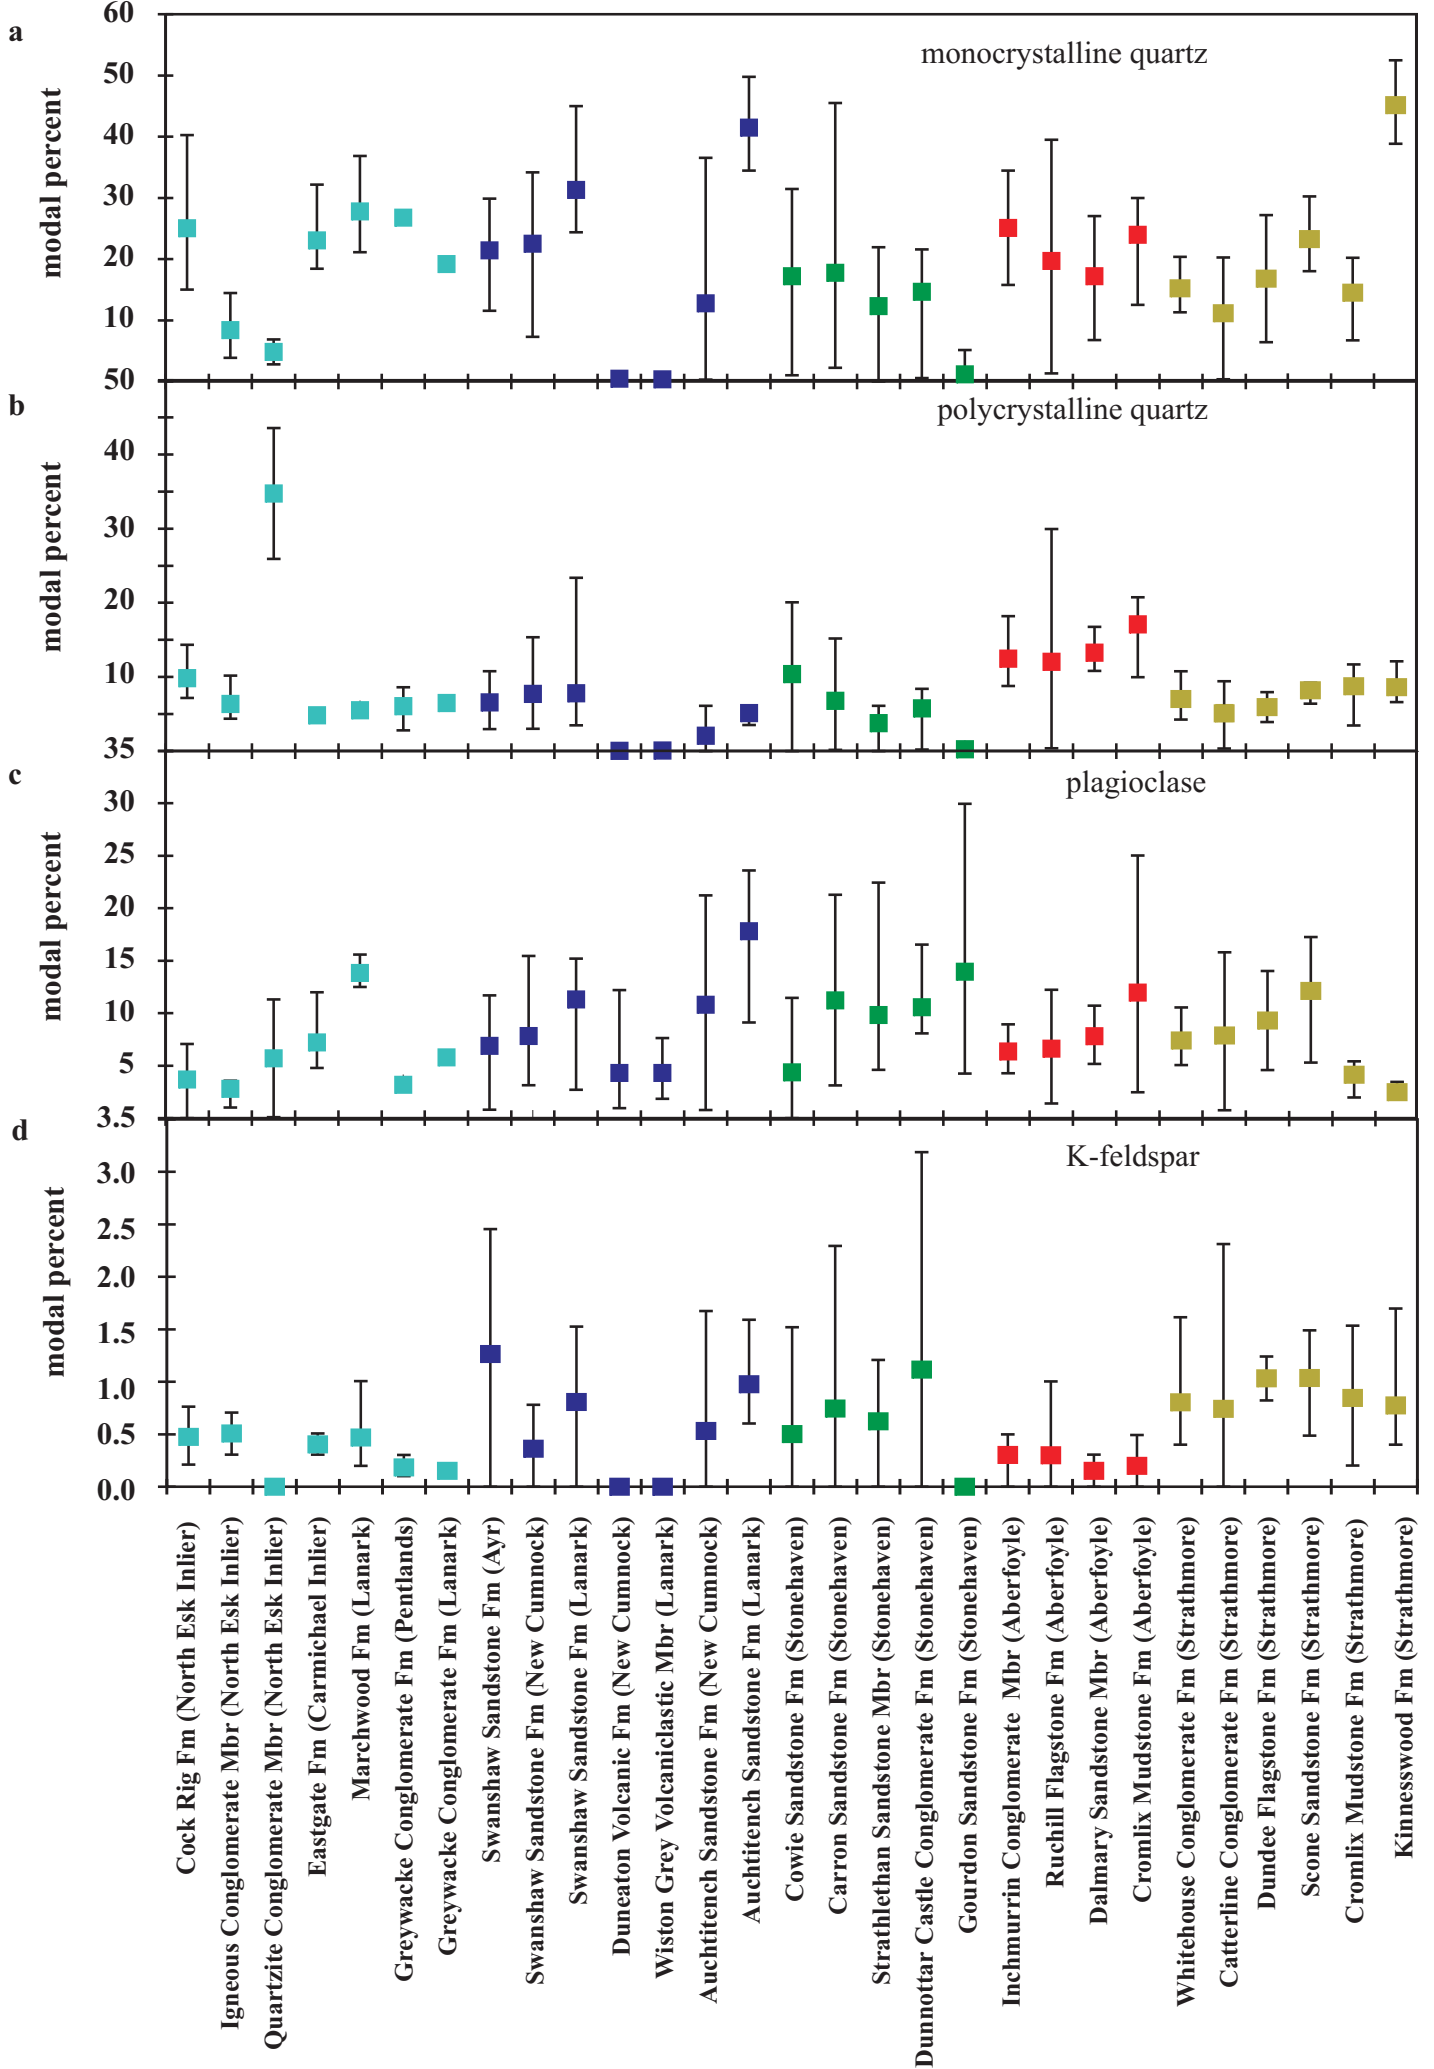 a
60
50
40
30
20
10
modal percent
monocrystalline quartz
b
50
40
30
20
10
modal percent
polycrystalline quartz
c
35
30
25
20
15
10
5
modal percent
plagioclase
d
3.5
3.0
2.5
2.0
1.5
1.0
0.5
0.0
modal percent
K-feldspar
Cock Rig Fm (North Esk Inlier)
Igneous Conglomerate Mbr (North Esk Inlier)
Quartzite Conglomerate Mbr (North Esk Inlier)
Eastgate Fm (Carmichael Inlier)
Marchwood Fm (Lanark)
Greywacke Conglomerate Fm (Pentlands)
Greywacke Conglomerate Fm (Lanark)
Swanshaw Sandstone Fm (Ayr)
Swanshaw Sandstone Fm (New Cumnock)
Swanshaw Sandstone Fm (Lanark)
Duneaton Volcanic Fm (New Cumnock)
Wiston Grey Volcaniclastic Mbr (Lanark)
Auchtitench Sandstone Fm (New Cumnock)
Auchtitench Sandstone Fm (Lanark)
Cowie Sandstone Fm (Stonehaven)
Carron Sandstone Fm (Stonehaven)
Strathlethan Sandstone Mbr (Stonehaven)
Dunnottar Castle Conglomerate Fm (Stonehaven)
Gourdon Sandstone Fm (Stonehaven)
Inchmurrin Conglomerate Mbr (Aberfoyle)
Ruchill Flagstone Fm (Aberfoyle)
Dalmary Sandstone Mbr (Aberfoyle)
Cromlix Mudstone Fm (Aberfoyle)
Whitehouse Conglomerate Fm (Strathmore)
Catterline Conglomerate Fm (Strathmore)
Dundee Flagstone Fm (Strathmore)
Scone Sandstone Fm (Strathmore)
Cromlix Mudstone Fm (Strathmore)
Kinnesswood Fm (Strathmore)